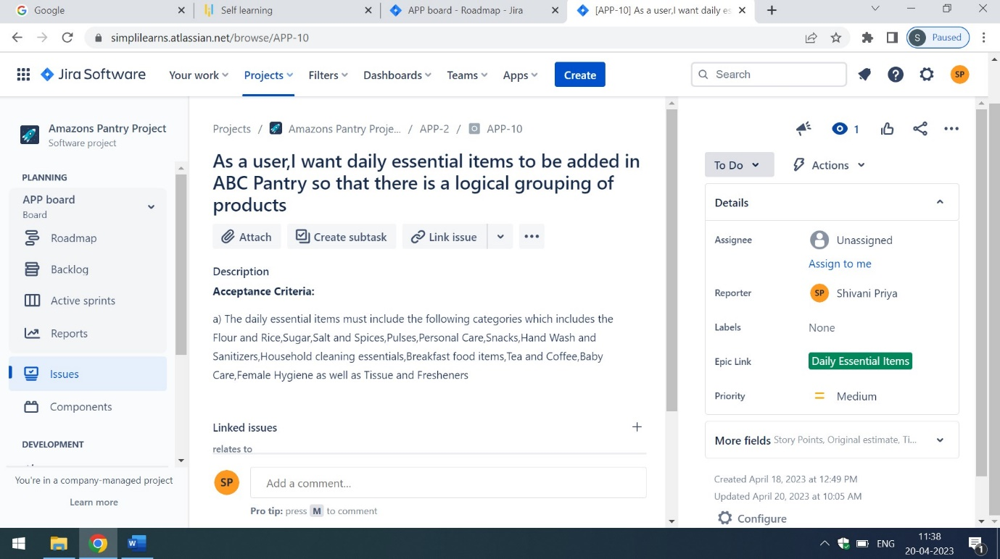 Google
Self learning
APP board - Roadmap - Jira
[APP-10] As a user,I want daily es
simplilearns.atlassian.net/browse/APP-10
S Paused
Jira Software
Your work
Projects
Filters
Dashboards
Teams
Apps
Create
Search
SP
Amazons Pantry Project
Software project
PLANNING
APP board
Board
Roadmap
Backlog
Active sprints
Reports
Issues
Components
DEVELOPMENT
You're in a company-managed project
Learn more
Projects / Amazons Pantry Proje... / APP-2 / APP-10
As a user,I want daily essential items to be added in
ABC Pantry so that there is a logical grouping of
products
Attach
Create subtask
Link issue
Description
Acceptance Criteria:
a) The daily essential items must include the following categories which includes the
Flour and Rice,Sugar,Salt and Spices,Pulses,Personal Care,Snacks,Hand Wash and
Sanitizers,Household cleaning essentials,Breakfast food items,Tea and Coffee,Baby
Care,Female Hygiene as well as Tissue and Fresheners
Linked issues
relates to
SP
Add a comment...
Pro tip: press M to comment
1
To Do
Actions
Details
Assignee
Unassigned
Assign to me
Reporter
SP Shivani Priya
Labels
None
Epic Link
Daily Essential Items
Priority
Medium
More fields Story Points, Original estimate, Ti...
Created April 18, 2023 at 12:49 PM
Updated April 20, 2023 at 10:05 AM
Configure
W
ENG
11:38
20-04-2023
1